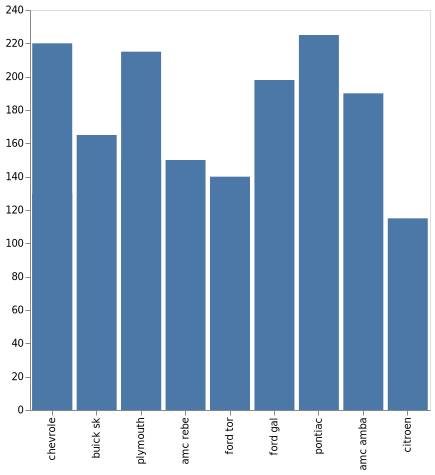 240
220
200
180
160
140
120
100
80
60
40
20
0
chevrole
buick sk
plymouth
amc rebe
ford tor
ford gal
pontiac
amc amba
citroen